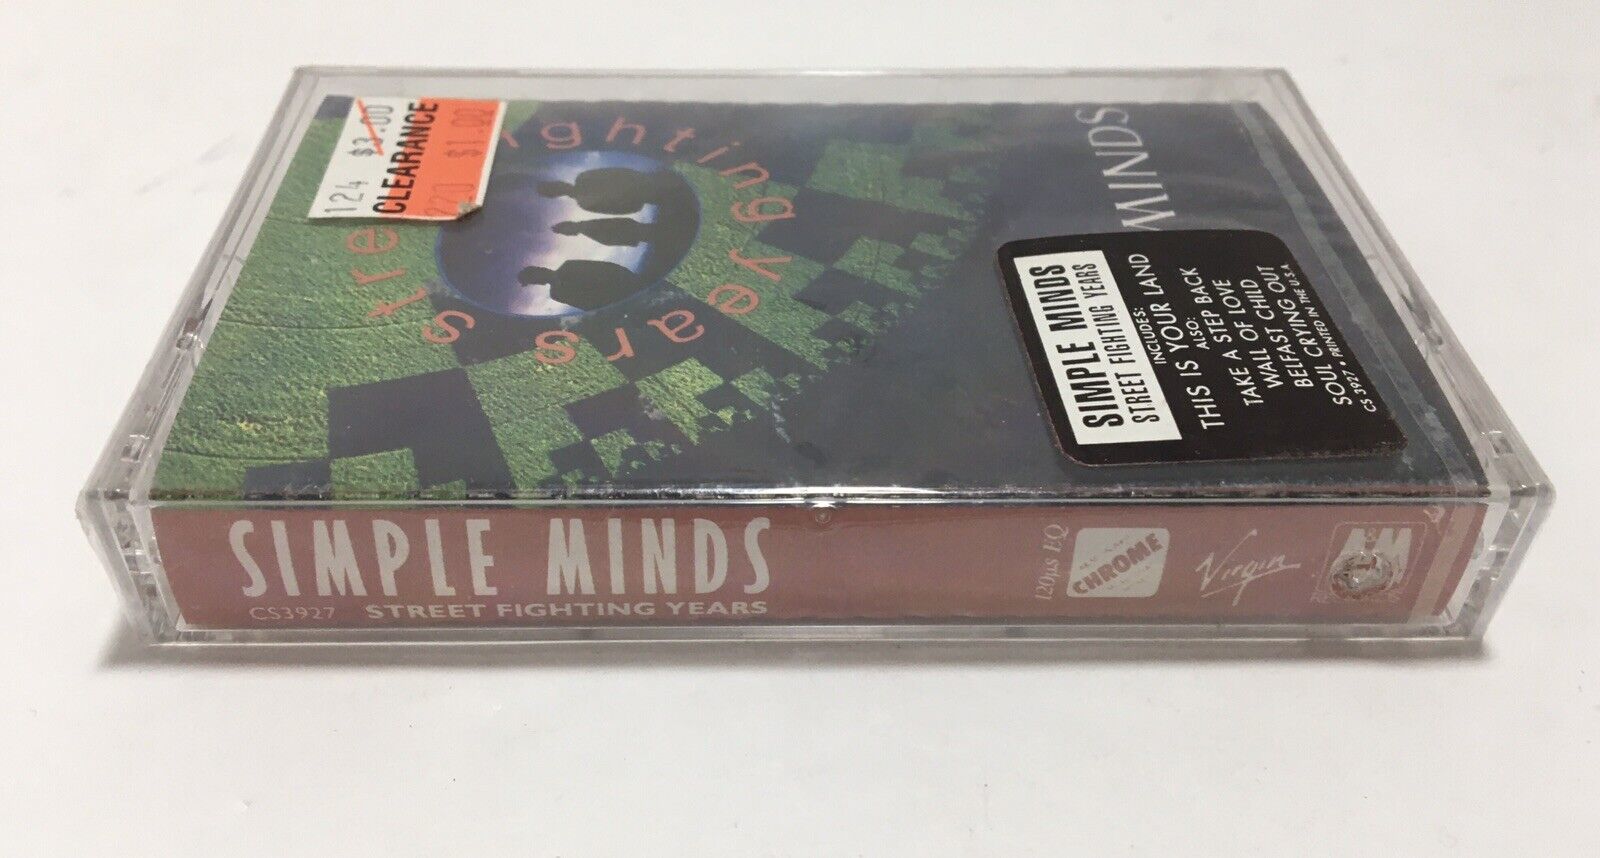 124 $3.00
CLEARANCE
$1.00
street fighting years
MINDS
SIMPLE MINDS
STREET FIGHTING YEARS
INCLUDES:
THIS IS YOUR LAND
ALSO:
TAKE A STEP BACK
WALL OF LOVE
BELFAST CHILD
SOUL CRYING OUT
CS 3927 • PRINTED IN THE U.S.A.
SIMPLE MINDS
CS3927 STREET FIGHTING YEARS
120μs EQ
CHROME
Virgin
A&M